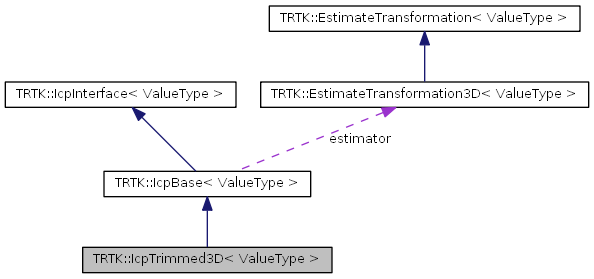 TRTK::EstimateTransformation< ValueType >
TRTK::IcpInterface< ValueType >
TRTK::EstimateTransformation3D< ValueType >
estimator
TRTK::IcpBase< ValueType >
TRTK::IcpTrimmed3D< ValueType >